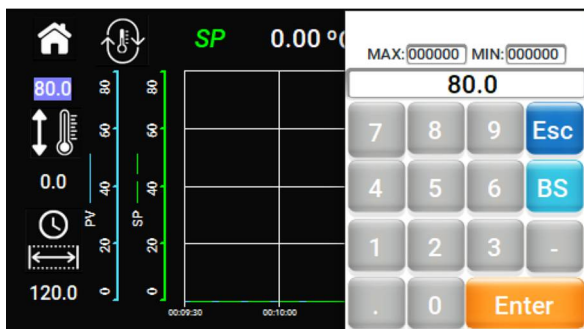 SP 0.00 º(
MAX: 000000 MIN: 000000
80.0
80.0
80
80
7 8 9 Esc
60
60
0.0
4 5 6 BS
40
40
PV
SP
1 2 3 -
20
20
120.0
0
0
. 0 Enter
00:09:30 00:10:00